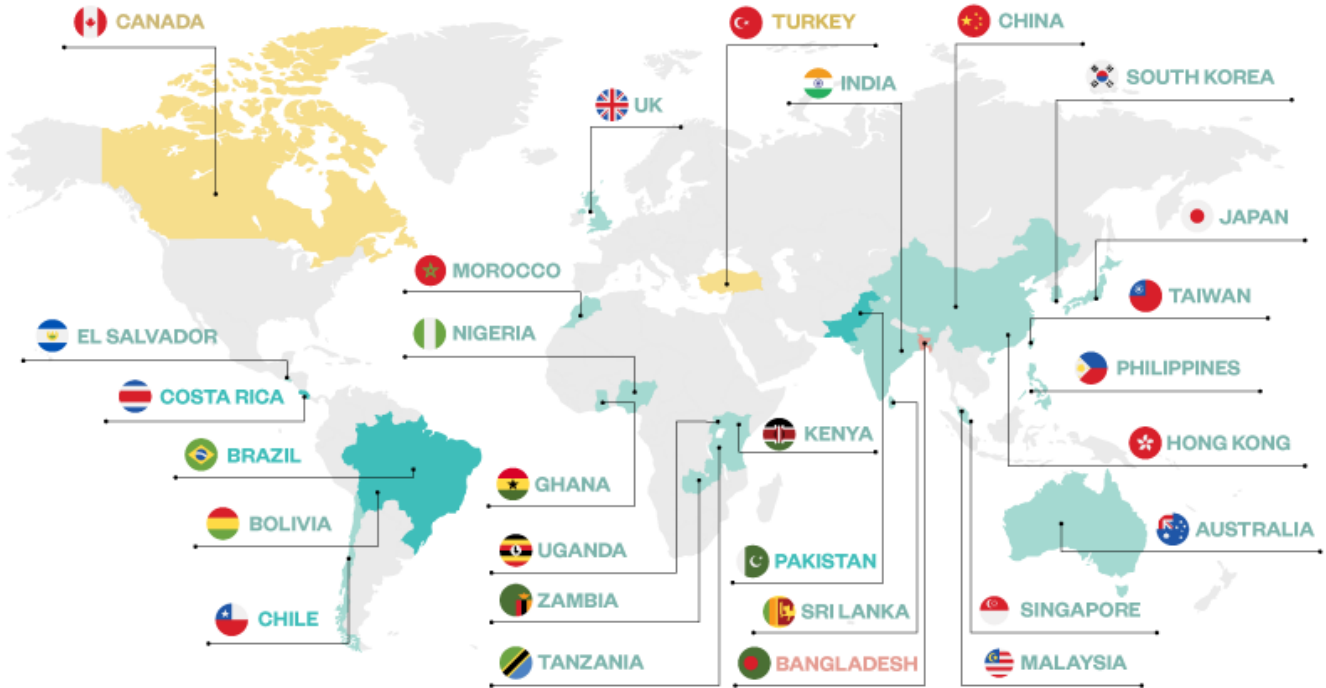 CANADA
TURKEY
CHINA
INDIA
SOUTH KOREA
UK
JAPAN
MOROCCO
TAIWAN
NIGERIA
EL SALVADOR
PHILIPPINES
COSTA RICA
KENYA
HONG KONG
BRAZIL
GHANA
BOLIVIA
AUSTRALIA
UGANDA
PAKISTAN
ZAMBIA
SRI LANKA
SINGAPORE
CHILE
TANZANIA
BANGLADESH
MALAYSIA